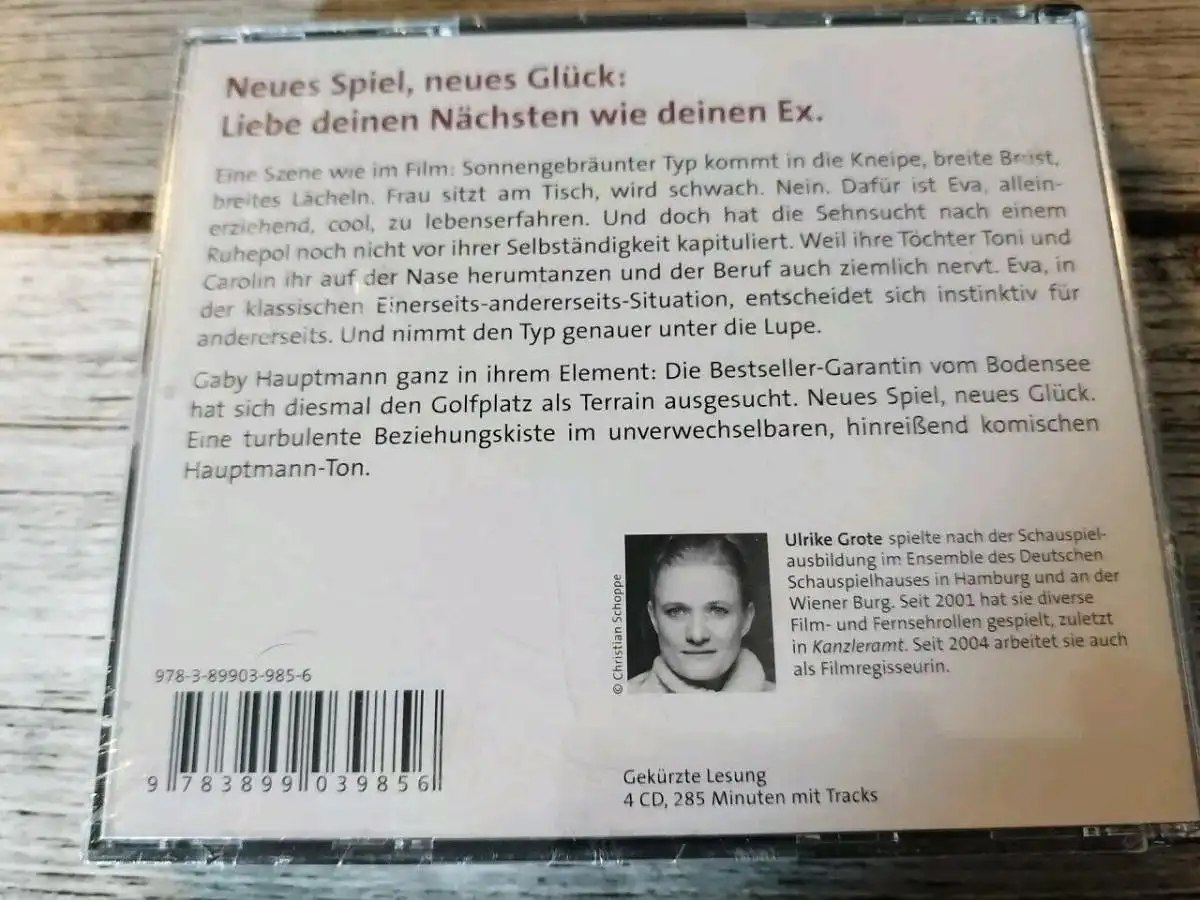 Neues Spiel, neues Glück:
Liebe deinen Nächsten wie deinen Ex.
Eine Szene wie im Film: Sonnengebräunter Typ kommt in die Kneipe, breite Brust,
breites Lächeln. Frau sitzt am Tisch, wird schwach. Nein. Dafür ist Eva, allein-
erziehend, cool, zu lebenserfahren. Und doch hat die Sehnsucht nach einem
Ruhepol noch nicht vor ihrer Selbständigkeit kapituliert. Weil ihre Töchter Toni und
Carolin ihr auf der Nase herumtanzen und der Beruf auch ziemlich nervt. Eva, in
der klassischen Einerseits-andererseits-Situation, entscheidet sich instinktiv für
andererseits. Und nimmt den Typ genauer unter die Lupe.
Gaby Hauptmann ganz in ihrem Element: Die Bestseller-Garantin vom Bodensee
hat sich diesmal den Golfplatz als Terrain ausgesucht. Neues Spiel, neues Glück.
Eine turbulente Beziehungskiste im unverwechselbaren, hinreißend komischen
Hauptmann-Ton.
© Christian Schoppe
Ulrike Grote spielte nach der Schauspiel-
ausbildung im Ensemble des Deutschen
Schauspielhauses in Hamburg und an der
Wiener Burg. Seit 2001 hat sie diverse
Film- und Fernsehrollen gespielt, zuletzt
in Kanzleramt. Seit 2004 arbeitet sie auch
als Filmregisseurin.
978-3-89903-985-6
9 783899 039856
Gekürzte Lesung
4 CD, 285 Minuten mit Tracks